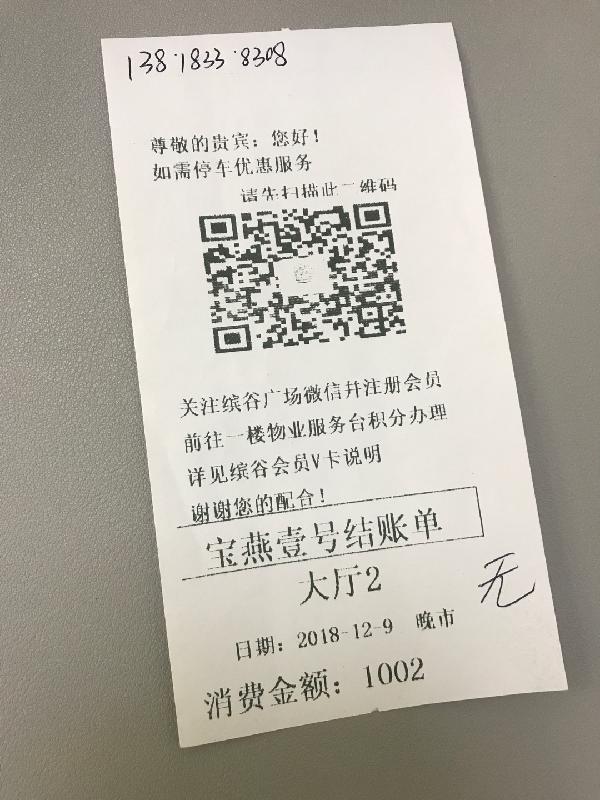 138·1833·8308
尊敬的贵宾：您好！
如需停车优惠服务
请先扫描此二维码
关注缤谷广场微信并注册会员
前往一楼物业服务台积分办理
详见缤谷会员V卡说明
谢谢您的配合！
宝燕壹号结账单
大厅2
无
日期：2018-12-9 晚市
消费金额：1002